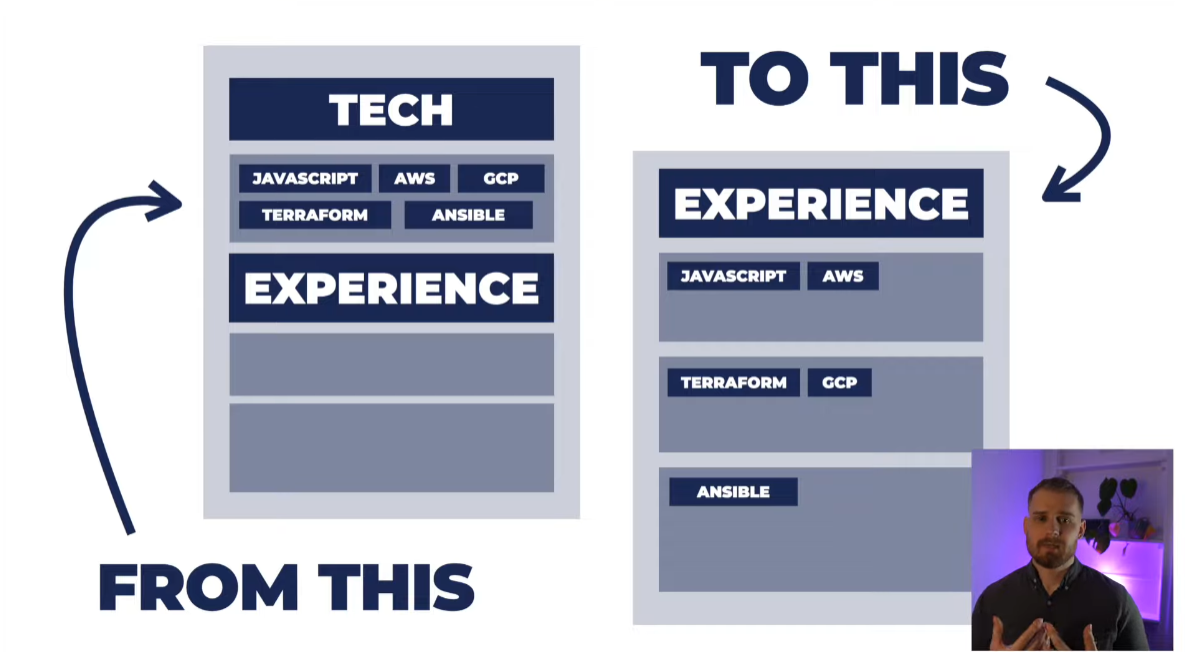 TECH
JAVASCRIPT AWS GCP
TERRAFORM ANSIBLE
EXPERIENCE
FROM THIS
TO THIS
EXPERIENCE
JAVASCRIPT AWS
TERRAFORM GCP
ANSIBLE